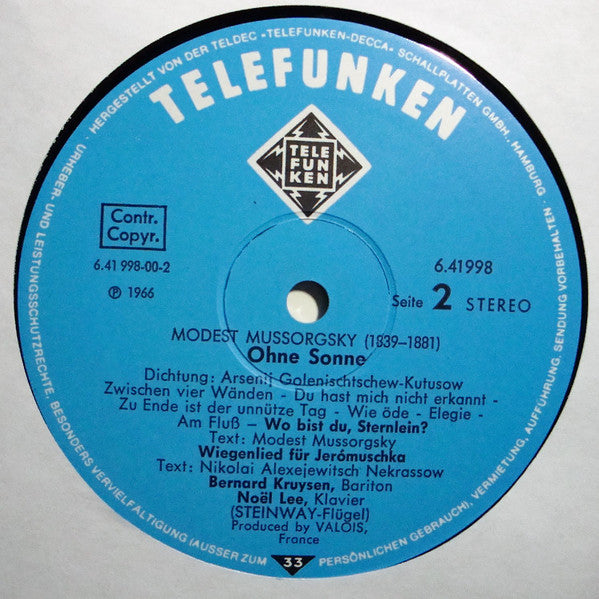 · HERGESTELLT VON DER TELDEC »TELEFUNKEN-DECCA« SCHALLPLATTEN GMBH., HAMBURG ·
URHEBER- UND LEISTUNGSSCHUTZRECHTE, BESONDERS VERVIELFÄLTIGUNG (AUSSER ZUM PERSÖNLICHEN GEBRAUCH), VERMIETUNG, AUFFÜHRUNG, SENDUNG VORBEHALTEN
TELEFUNKEN
TELE
FUN
KEN
Contr.
Copyr.
6.41 998-00-2
℗ 1966
6.41998
Seite 2 STEREO
MODEST MUSSORGSKY (1839–1881)
Ohne Sonne
Dichtung: Arsenij Golenischtschew-Kutusow
Zwischen vier Wänden - Du hast mich nicht erkannt -
Zu Ende ist der unnütze Tag - Wie öde - Elegie -
Am Fluß – Wo bist du, Sternlein?
Text: Modest Mussorgsky
Wiegenlied für Jerómuschka
Text: Nikolai Alexejewitsch Nekrassow
Bernard Kruysen, Bariton
Noël Lee, Klavier
(STEINWAY-Flügel)
Produced by VALOIS,
France
33